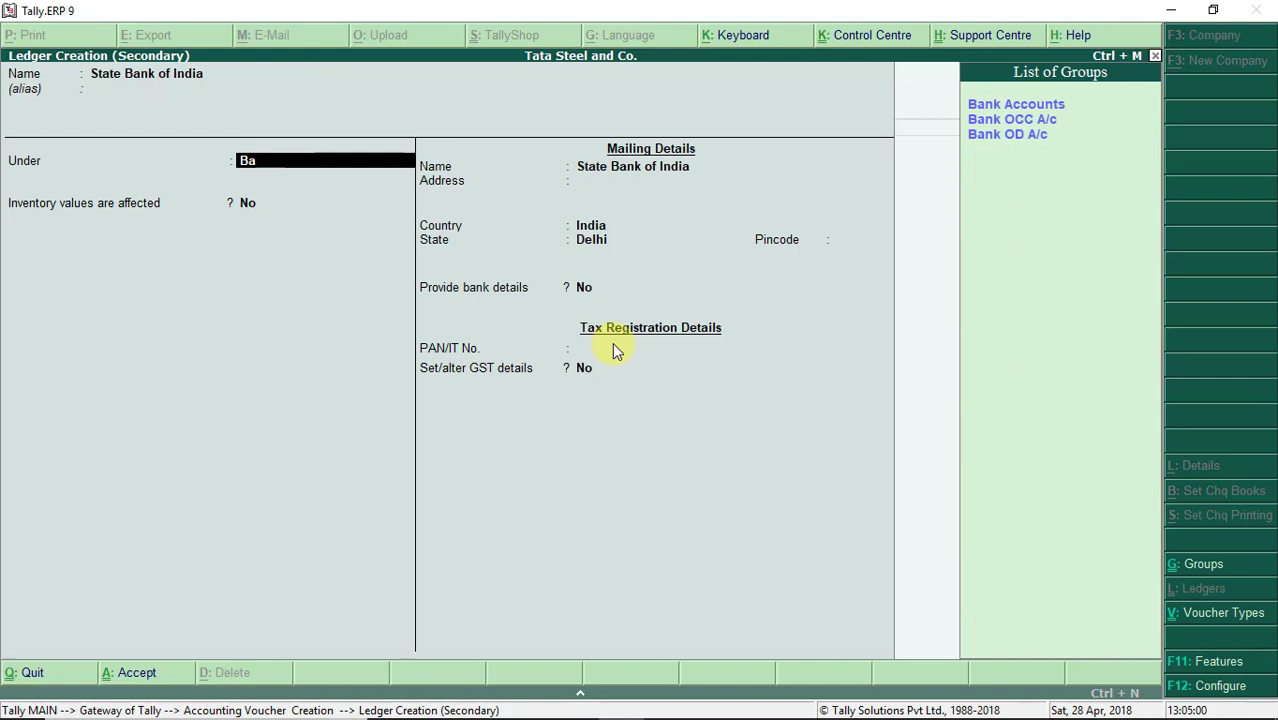 Tally.ERP 9
P: Print E: Export M: E-Mail O: Upload S: TallyShop G: Language K: Keyboard K: Control Centre H: Support Centre H: Help
F3: Company
F3: New Company
Ledger Creation (Secondary) Tata Steel and Co. Ctrl + M
Name : State Bank of India
(alias) :
List of Groups
Bank Accounts
Bank OCC A/c
Bank OD A/c
Under : Ba
Inventory values are affected ? No
Mailing Details
Name : State Bank of India
Address :
Country : India
State : Delhi Pincode :
Provide bank details ? No
Tax Registration Details
PAN/IT No. :
Set/alter GST details ? No
L: Details
B: Set Chq Books
S: Set Chq Printing
G: Groups
L: Ledgers
V: Voucher Types
F11: Features
F12: Configure
Q: Quit A: Accept D: Delete
Ctrl + N
Tally MAIN --> Gateway of Tally --> Accounting Voucher Creation --> Ledger Creation (Secondary) © Tally Solutions Pvt Ltd., 1988-2018 Sat, 28 Apr, 2018 13:05:00